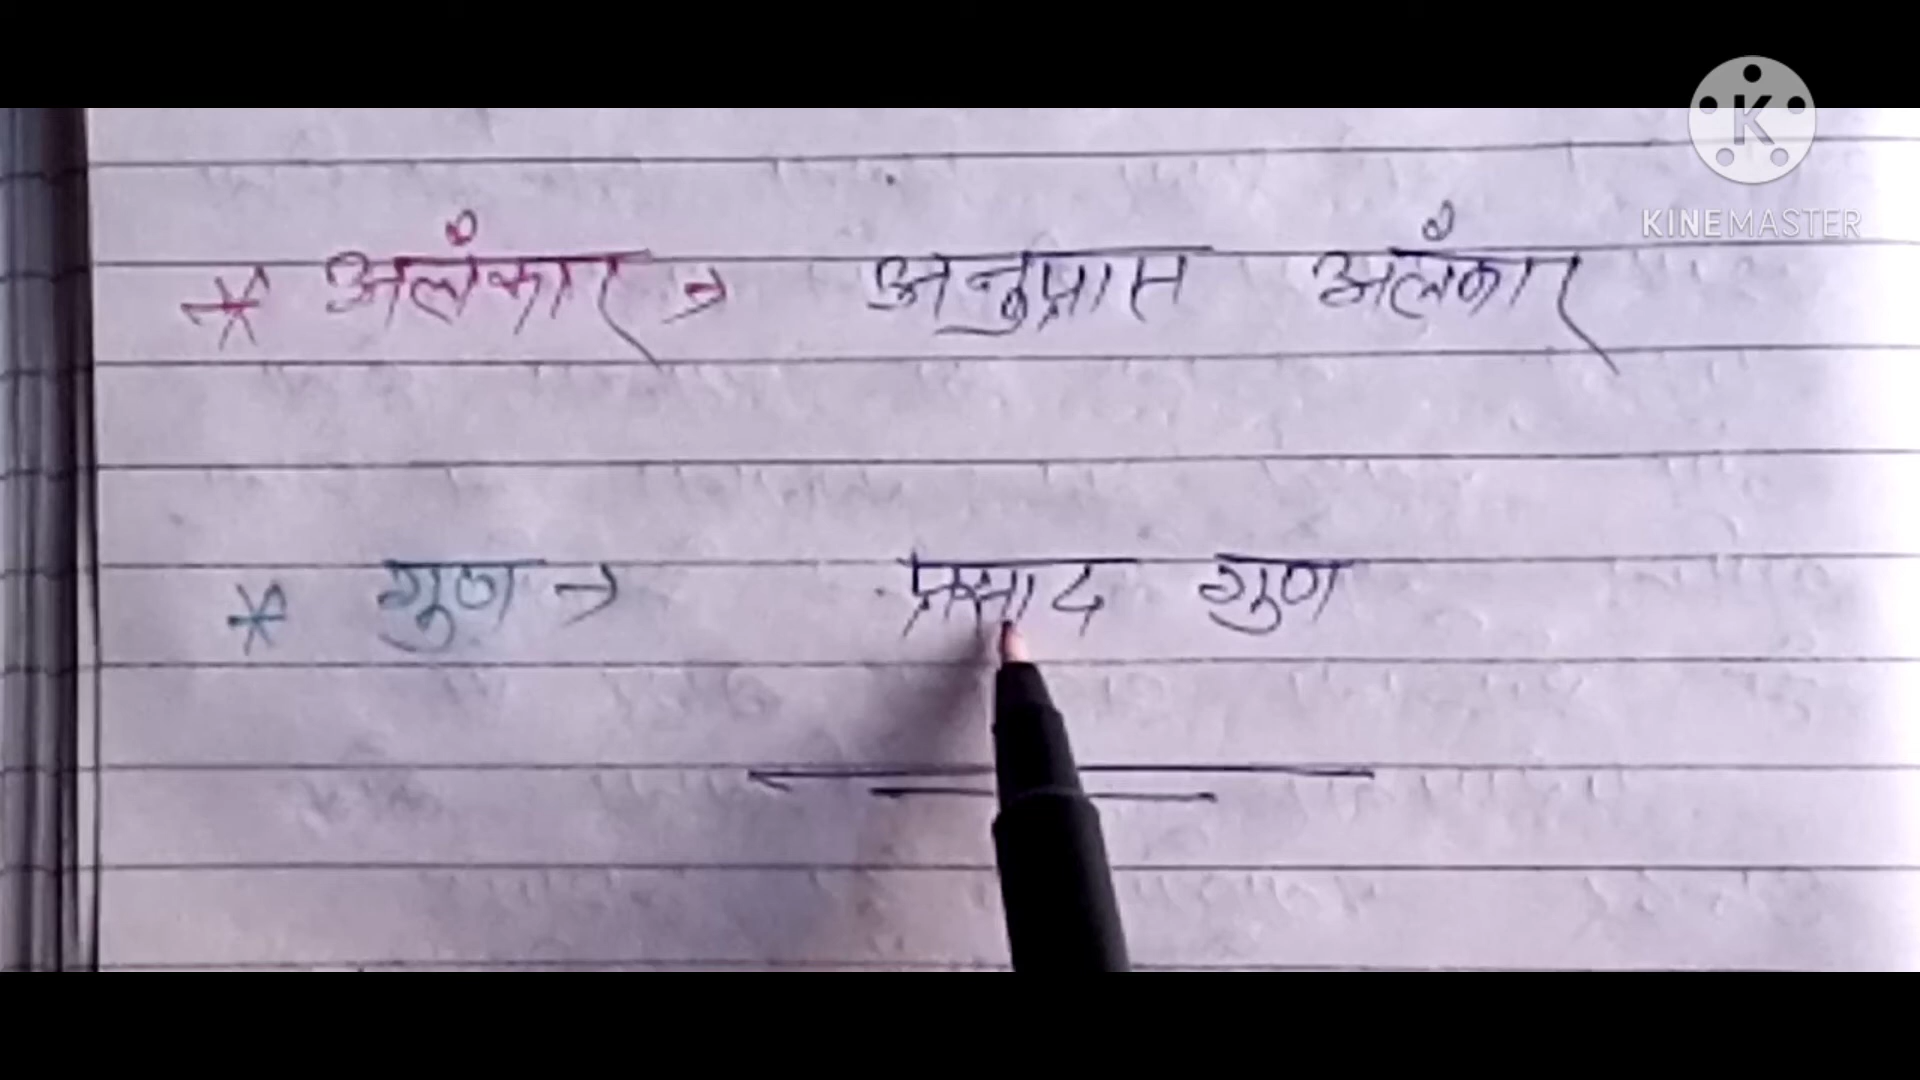 KINEMASTER
* अलंकार → अनुप्रास अलंकार
* गुण → प्रसाद गुण